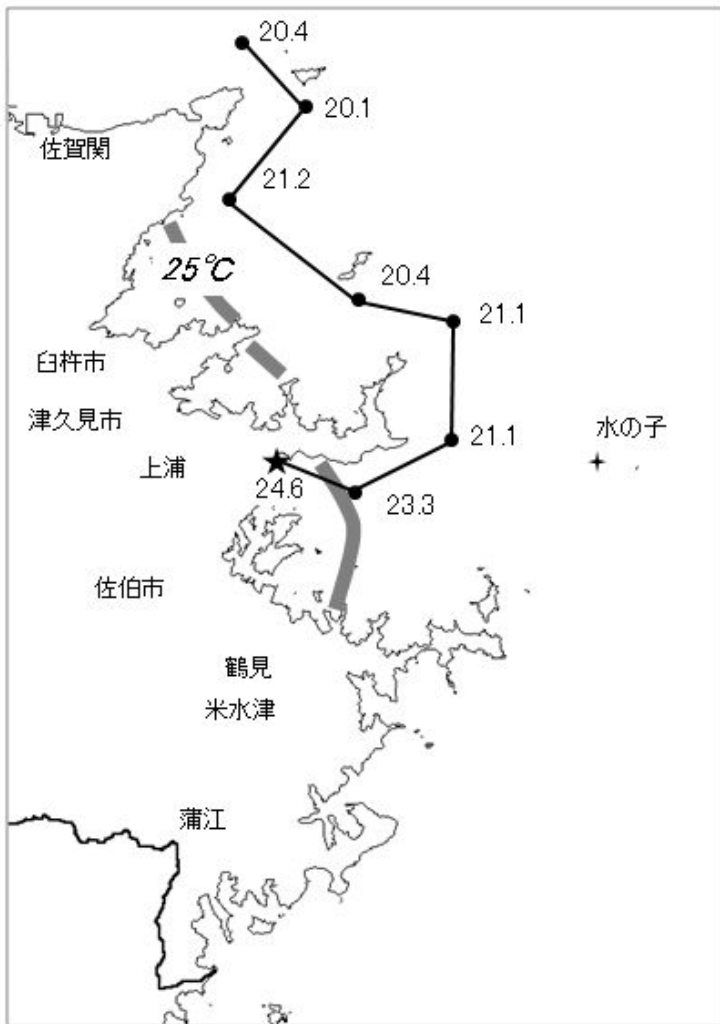 20.4
20.1
佐賀関
21.2
25°C
20.4
21.1
臼杵市
津久見市
21.1
水の子
上浦
24.6
23.3
佐伯市
鶴見
米水津
蒲江